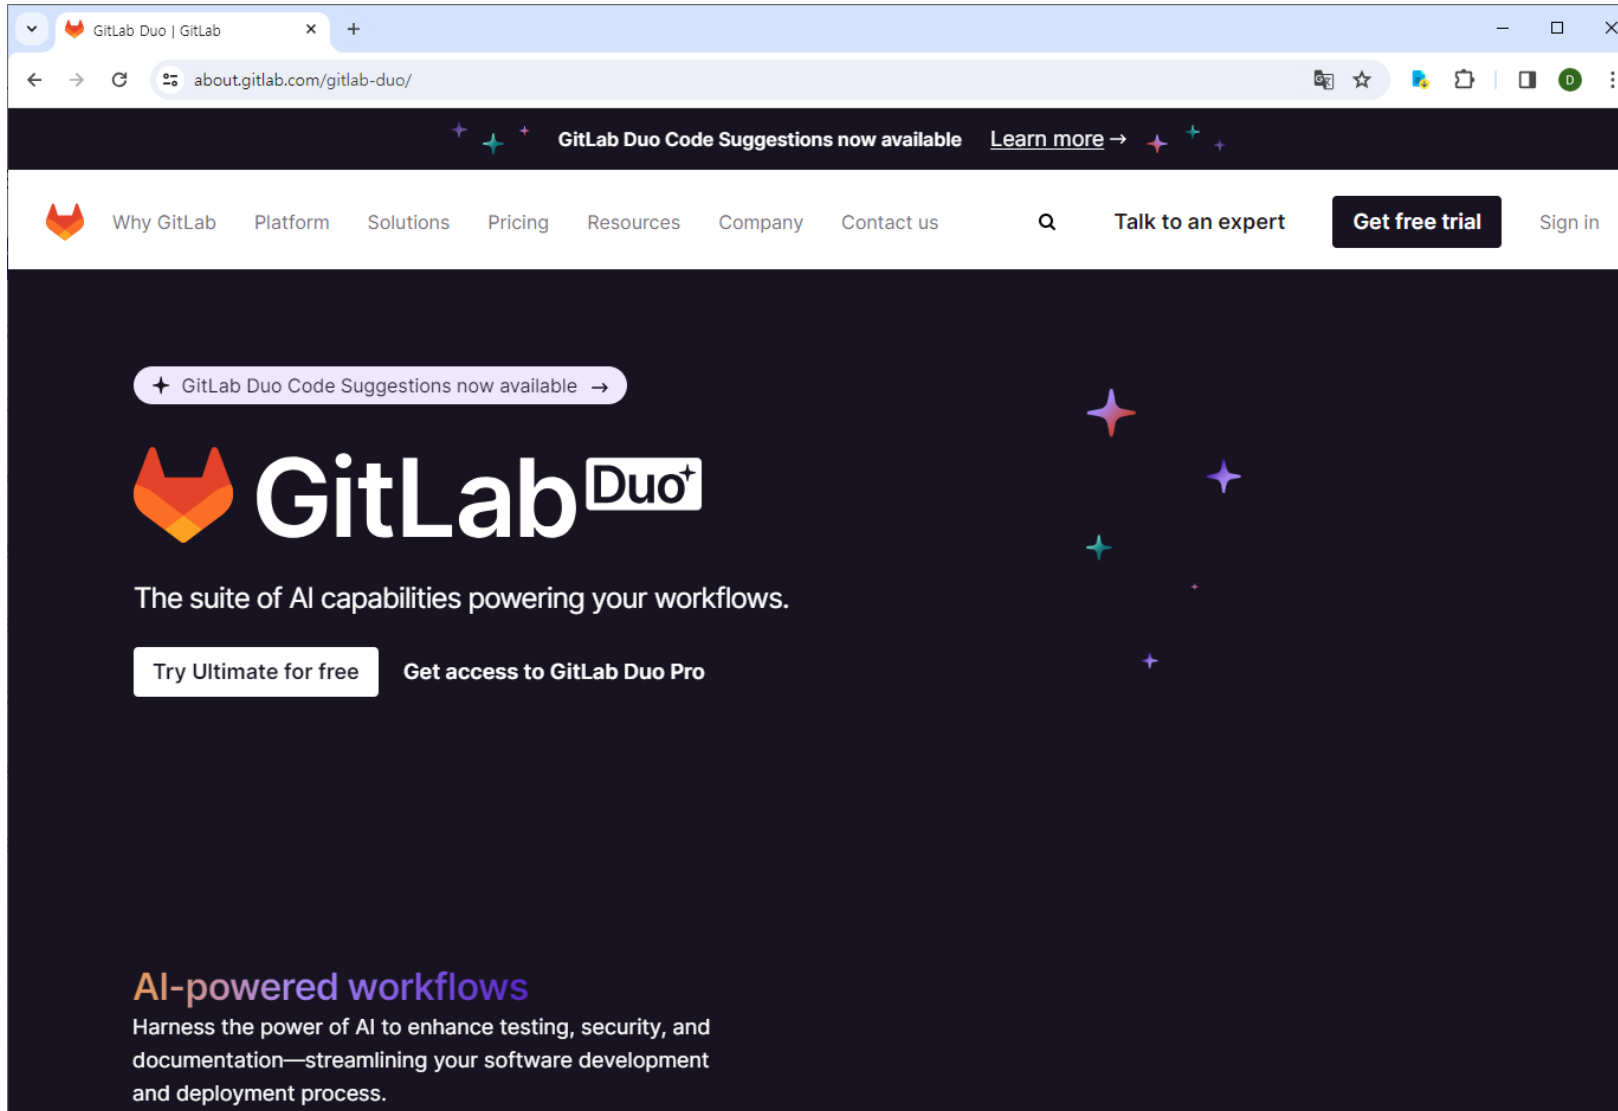 GitLab Duo | GitLab
about.gitlab.com/gitlab-duo/
D
GitLab Duo Code Suggestions now available Learn more →
Why GitLab Platform Solutions Pricing Resources Company Contact us Talk to an expert Get free trial Sign in
GitLab Duo Code Suggestions now available →
GitLab Duo
The suite of AI capabilities powering your workflows.
Try Ultimate for free Get access to GitLab Duo Pro
AI-powered workflows
Harness the power of AI to enhance testing, security, and
documentation—streamlining your software development
and deployment process.